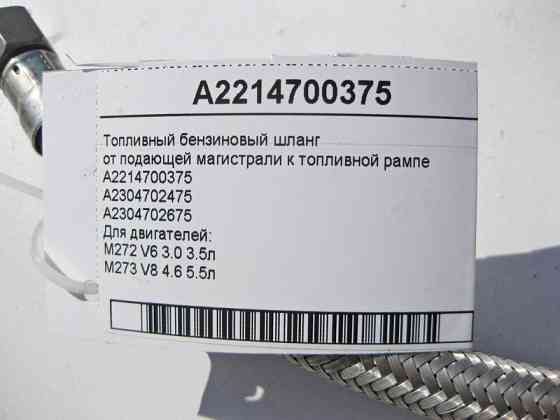 A2214700375
Топливный бензиновый шланг
от подающей магистрали к топливной рампе
A2214700375
A2304702475
A2304702675
Для двигателей:
M272 V6 3.0 3.5л
M273 V8 4.6 5.5л